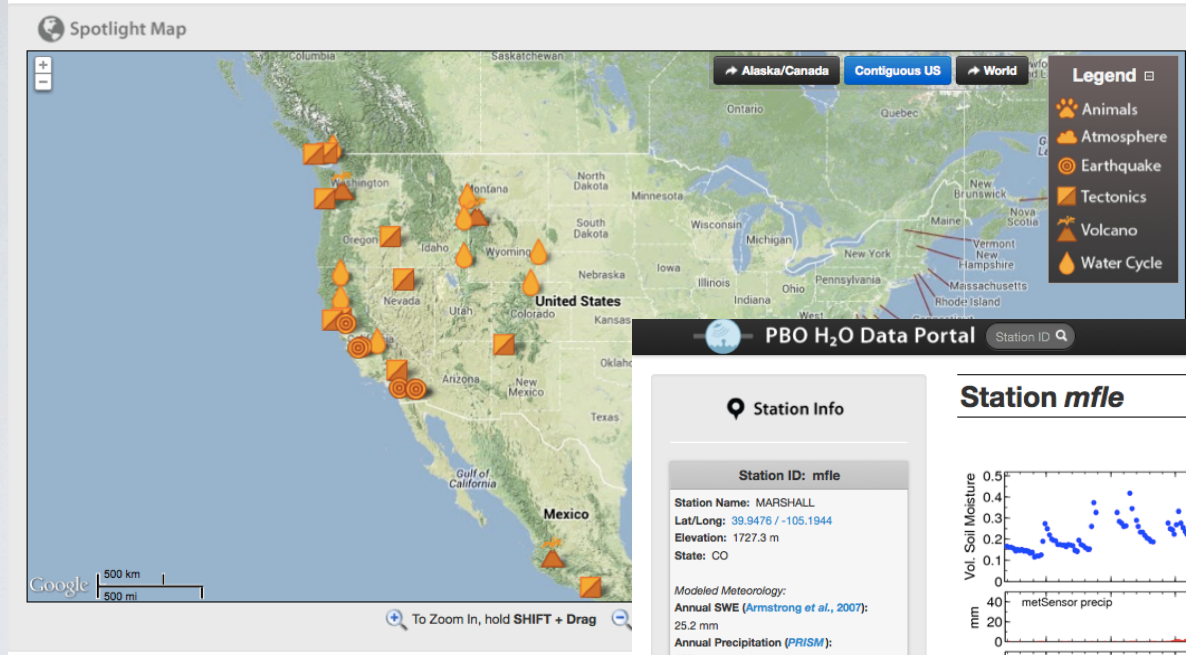 Spotlight Map
+
−
Columbia
Saskatchewan
Alaska/Canada
Contiguous US
World
Legend
Animals
Atmosphere
Earthquake
Tectonics
Volcano
Water Cycle
Ontario
Quebec
Washington
Montana
North
Dakota
Minnesota
New
Brunswick
Nova
Scotia
Maine
Oregon
Idaho
Wyoming
South
Dakota
Wisconsin
Michigan
New York
Vermont
New
Hampshire
Massachusetts
Rhode Island
Nebraska
Iowa
Illinois
Indiana
Ohio
Pennsylvania
West
Nevada
Utah
Colorado
United States
Kansas
Arizona
New
Mexico
Texas
Gulf of
California
Mexico
Google
500 km
500 mi
To Zoom In, hold SHIFT + Drag
PBO H₂O Data Portal
Station ID
Station Info
Station mfle
Station ID: mfle
Station Name: MARSHALL
Lat/Long: 39.9476 / -105.1944
Elevation: 1727.3 m
State: CO
Modeled Meteorology:
Annual SWE (Armstrong et al., 2007):
25.2 mm
Annual Precipitation (PRISM):
Vol. Soil Moisture
0.5
0.4
0.3
0.2
0.1
0
metSensor precip
mm
40
20
0